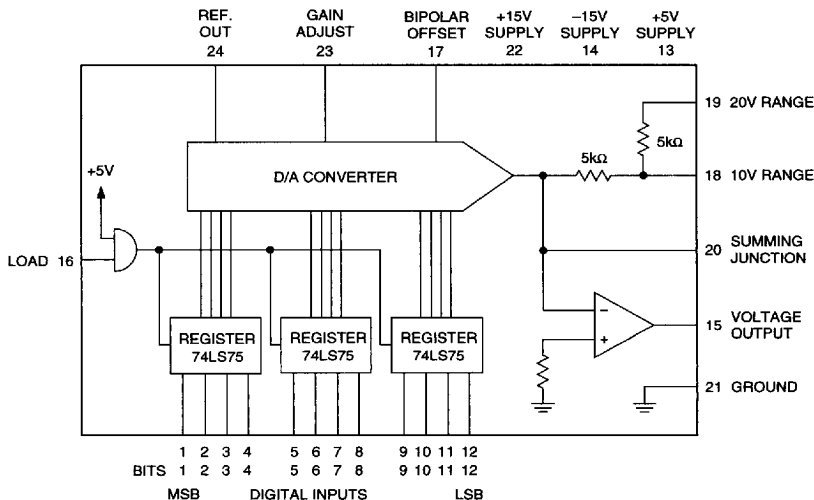 REF. OUT 24
GAIN ADJUST 23
BIPOLAR OFFSET 17
+15V SUPPLY 22
−15V SUPPLY 14
+5V SUPPLY 13
19 20V RANGE
5kΩ
5kΩ
D/A CONVERTER
18 10V RANGE
+5V
LOAD 16
20 SUMMING JUNCTION
REGISTER 74LS75
REGISTER 74LS75
REGISTER 74LS75
−
+
15 VOLTAGE OUTPUT
21 GROUND
1 2 3 4 5 6 7 8 9 10 11 12
BITS 1 2 3 4 5 6 7 8 9 10 11 12
MSB DIGITAL INPUTS LSB